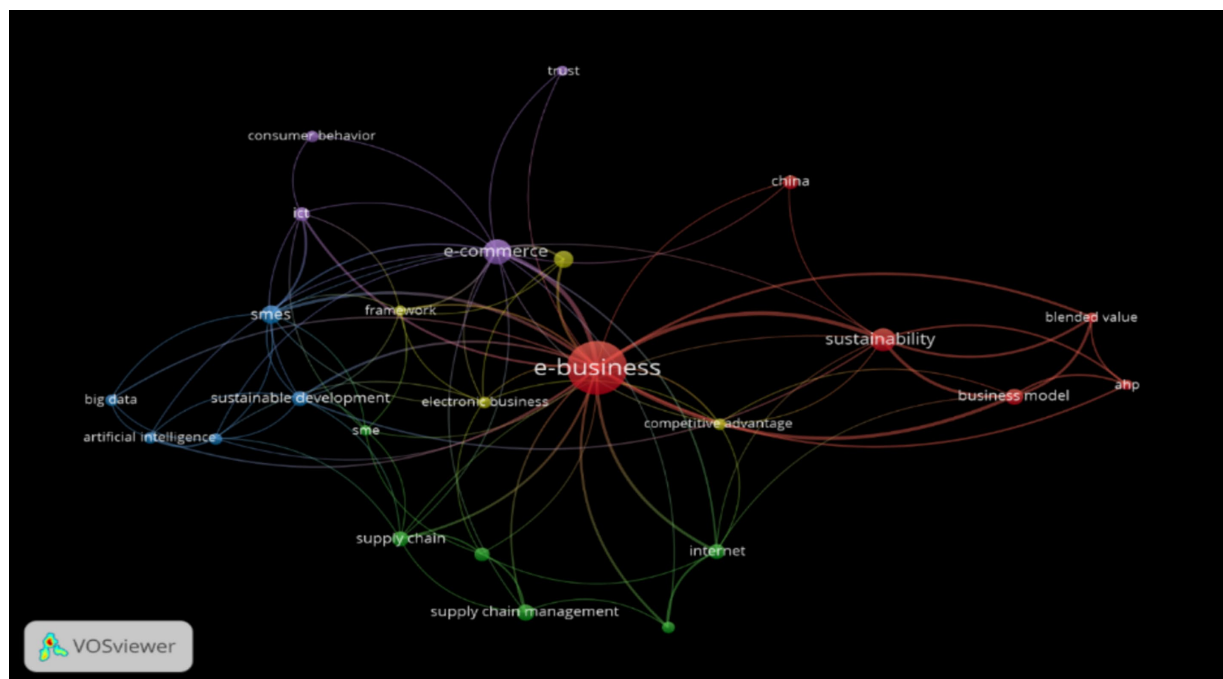 trust
consumer behavior
china
ict
e-commerce
smes
framework
blended value
sustainability
e-business
ahp
big data
sustainable development
electronic business
business model
competitive advantage
sme
artificial intelligence
supply chain
internet
supply chain management
VOSviewer